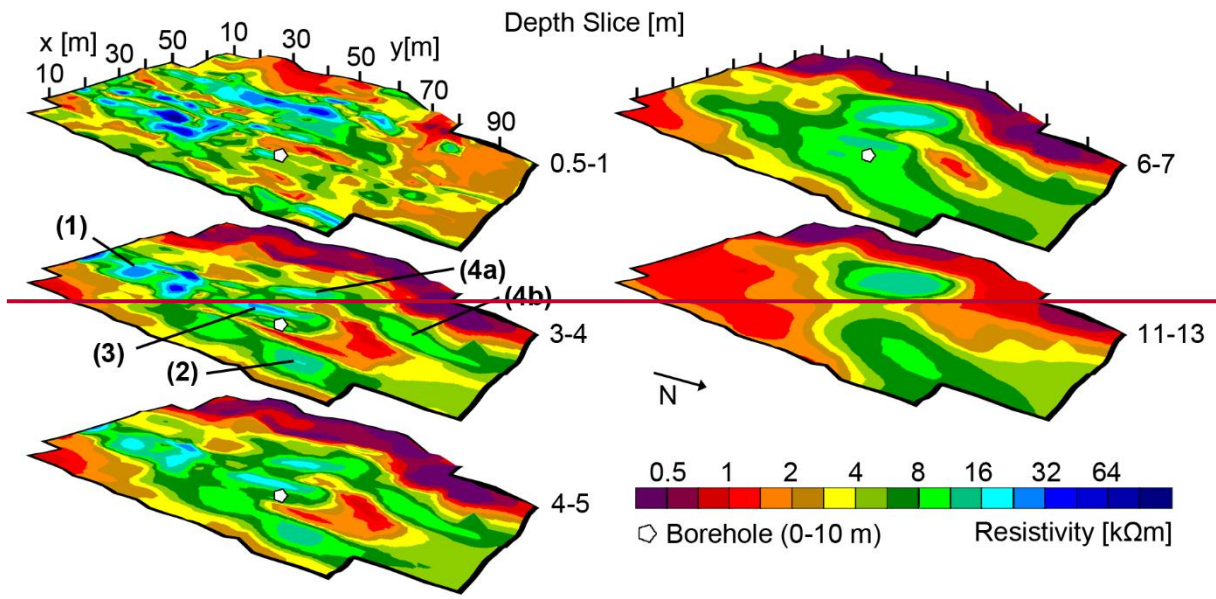 Depth Slice [m]
x [m]
10
30
50
10
30
y[m]
50
70
90
0.5-1
6-7
(1)
(4a)
(4b)
(3)
(2)
3-4
11-13
N
4-5
0.5 1 2 4 8 16 32 64
Borehole (0-10 m) Resistivity [kΩm]